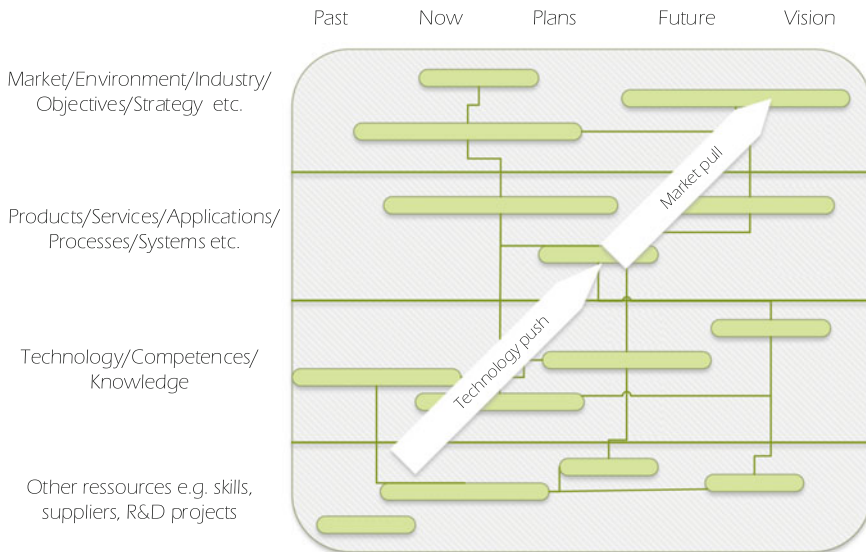 Past Now Plans Future Vision
Market/Environment/Industry/
Objectives/Strategy etc.
Market pull
Products/Services/Applications/
Processes/Systems etc.
Technology push
Technology/Competences/
Knowledge
Other ressources e.g. skills,
suppliers, R&D projects